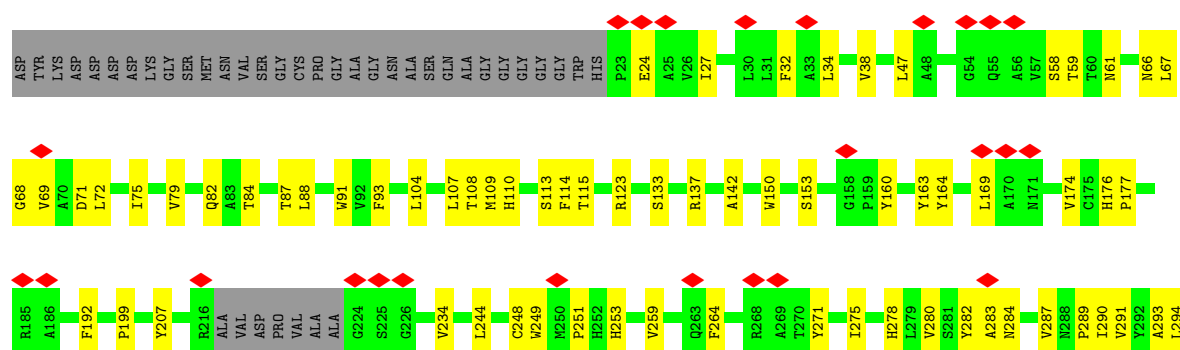 ASP TYR LYS ASP ASP ASP ASP LYS GLY SER MET ASN VAL SER GLY CYS PRO GLY ALA GLY ASN ALA SER GLN ALA GLY GLY GLY GLY TRP HIS P23 E24 A25 V26 I27 L30 L31 F32 A33 L34 V38 L47 A48 G54 Q55 A56 V57 S58 T59 T60 N61 N66 L67
G68 V69 A70 D71 L72 I75 V79 Q82 A83 T84 T87 L88 W91 V92 F93 L104 L107 T108 M109 H110 S113 F114 T115 R123 S133 R137 A142 W150 S153 G158 P159 Y160 Y163 Y164 L169 A170 N171 V174 C175 H176 P177
R185 A186 F192 P199 Y207 R216 ALA VAL ASP PRO VAL ALA ALA G224 S225 G226 V234 L244 C248 W249 M250 P251 H252 H253 V259 Q263 F264 R268 A269 T270 Y271 I275 H278 L279 V280 S281 Y282 A283 N284 V287 N288 P289 I290 V291 Y292 A293 L294